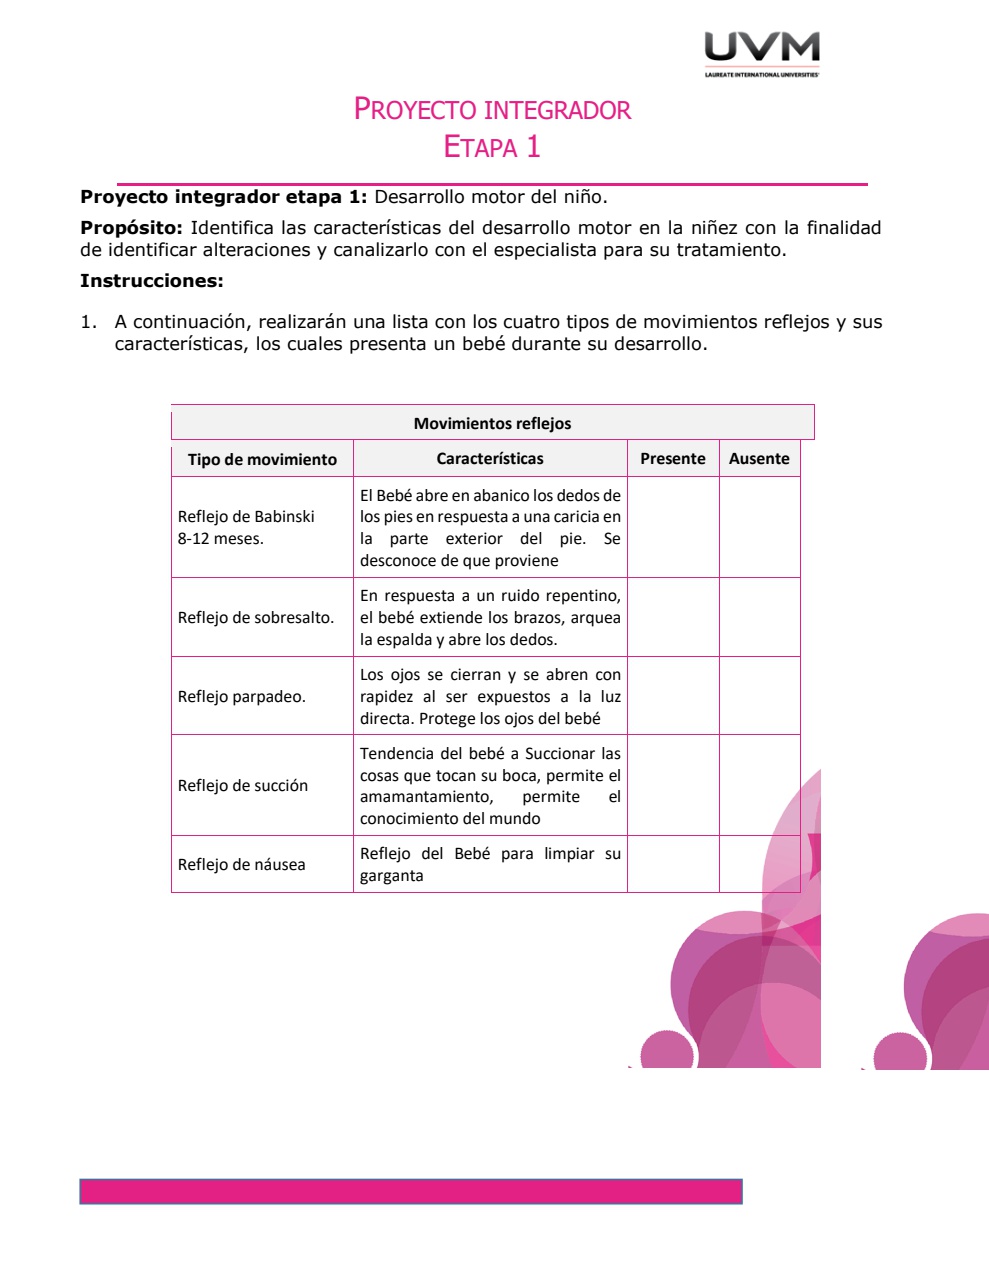 UVM
LAUREATE INTERNATIONAL UNIVERSITIES®
PROYECTO INTEGRADOR
ETAPA 1
Proyecto integrador etapa 1: Desarrollo motor del niño.
Propósito: Identifica las características del desarrollo motor en la niñez con la finalidad
de identificar alteraciones y canalizarlo con el especialista para su tratamiento.
Instrucciones:
1. A continuación, realizarán una lista con los cuatro tipos de movimientos reflejos y sus
características, los cuales presenta un bebé durante su desarrollo.
Movimientos reflejos
Tipo de movimiento Características Presente Ausente
Reflejo de Babinski
8-12 meses.
El Bebé abre en abanico los dedos de
los pies en respuesta a una caricia en
la parte exterior del pie. Se
desconoce de que proviene
Reflejo de sobresalto.
En respuesta a un ruido repentino,
el bebé extiende los brazos, arquea
la espalda y abre los dedos.
Reflejo parpadeo.
Los ojos se cierran y se abren con
rapidez al ser expuestos a la luz
directa. Protege los ojos del bebé
Reflejo de succión
Tendencia del bebé a Succionar las
cosas que tocan su boca, permite el
amamantamiento, permite el
conocimiento del mundo
Reflejo de náusea
Reflejo del Bebé para limpiar su
garganta